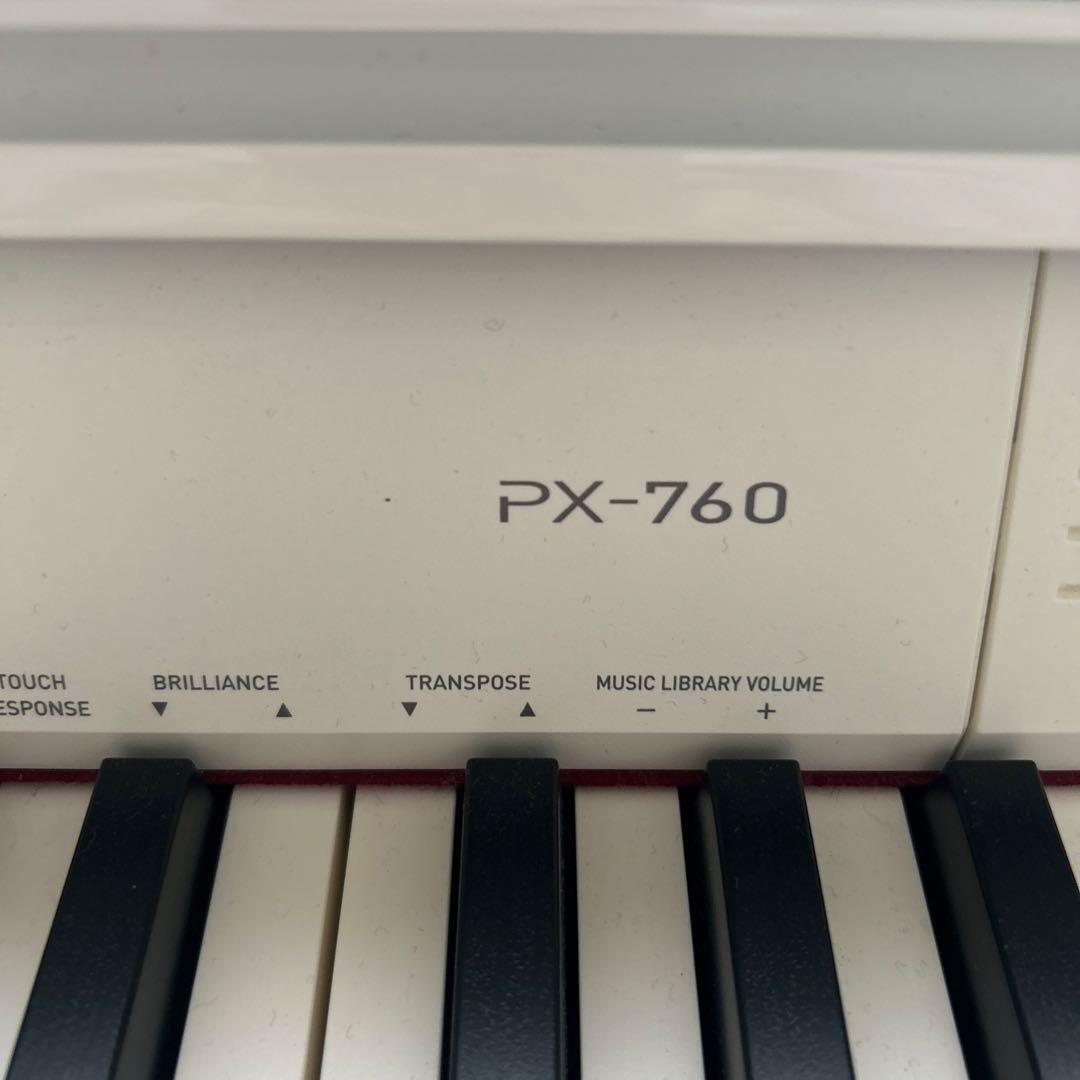 PX-760
TOUCH
ESPONSE
BRILLIANCE
▼ ▲
TRANSPOSE
▼ ▲
MUSIC LIBRARY VOLUME
− +